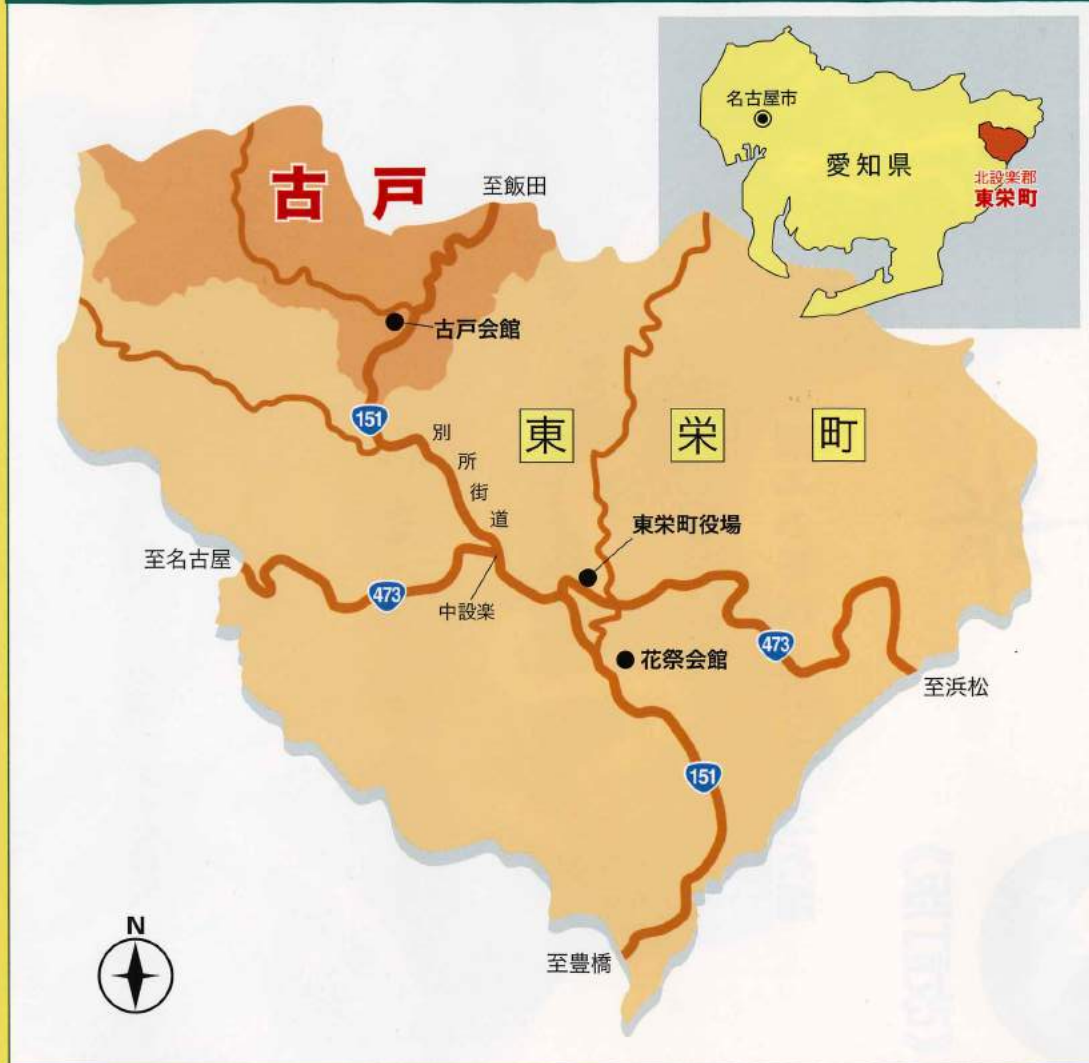 名古屋市
愛知県
北設楽郡
東栄町
古戸
至飯田
古戸会館
151
別所街道
東栄町
東栄町役場
至名古屋
473
中設楽
473
花祭会館
至浜松
151
至豊橋
N